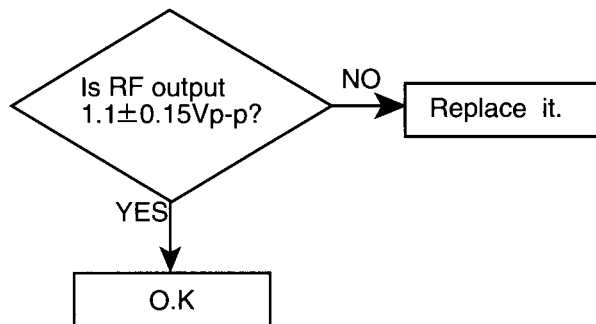 Is RF output
1.1±0.15Vp-p?
NO
Replace it.
YES
O.K